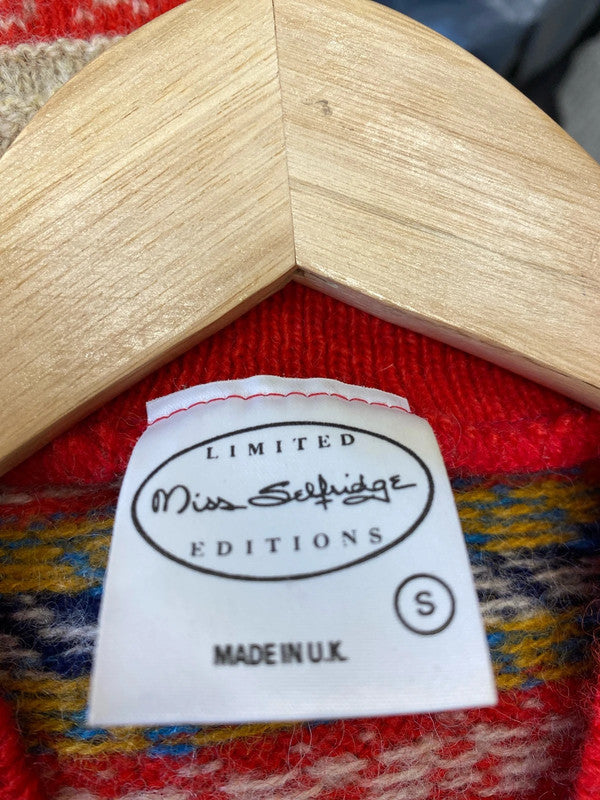 LIMITED
Miss Selfridge
EDITIONS
S
MADE IN U.K.